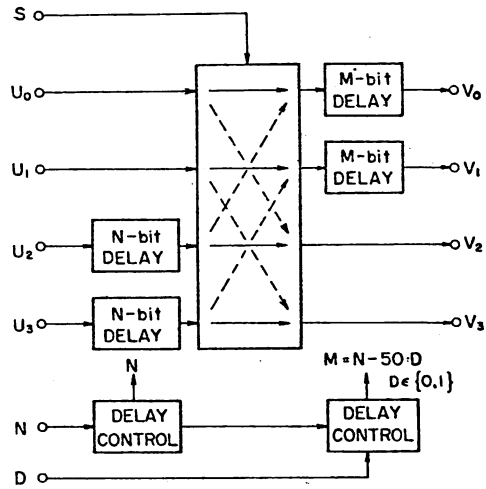 S
U₀
M-bit
DELAY
V₀
U₁
M-bit
DELAY
V₁
U₂
N-bit
DELAY
V₂
U₃
N-bit
DELAY
V₃
N
M = N-50·D
D ∈ {0,1}
N
DELAY
CONTROL
DELAY
CONTROL
D